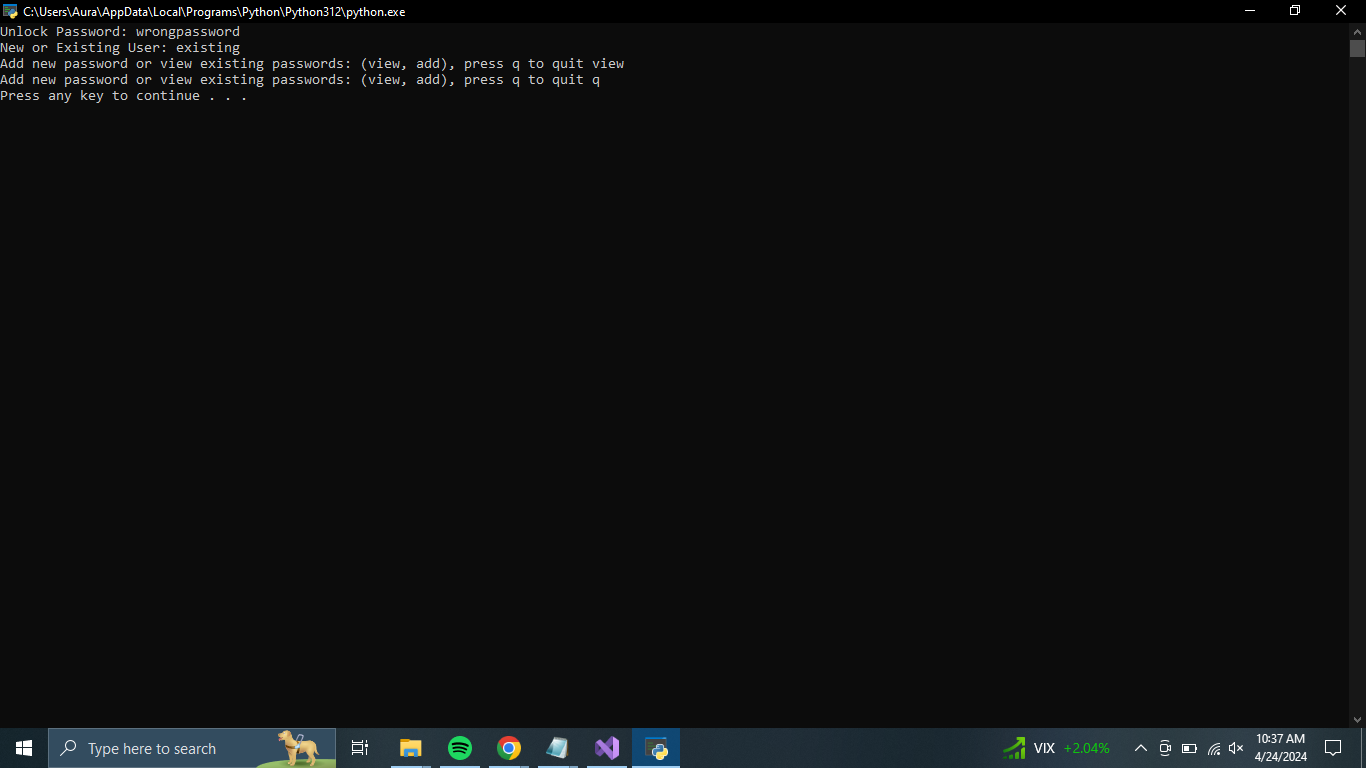 C:\Users\Aura\AppData\Local\Programs\Python\Python312\python.exe
Unlock Password: wrongpassword
New or Existing User: existing
Add new password or view existing passwords: (view, add), press q to quit view
Add new password or view existing passwords: (view, add), press q to quit q
Press any key to continue . . .
Type here to search
VIX +2.04%
10:37 AM
4/24/2024